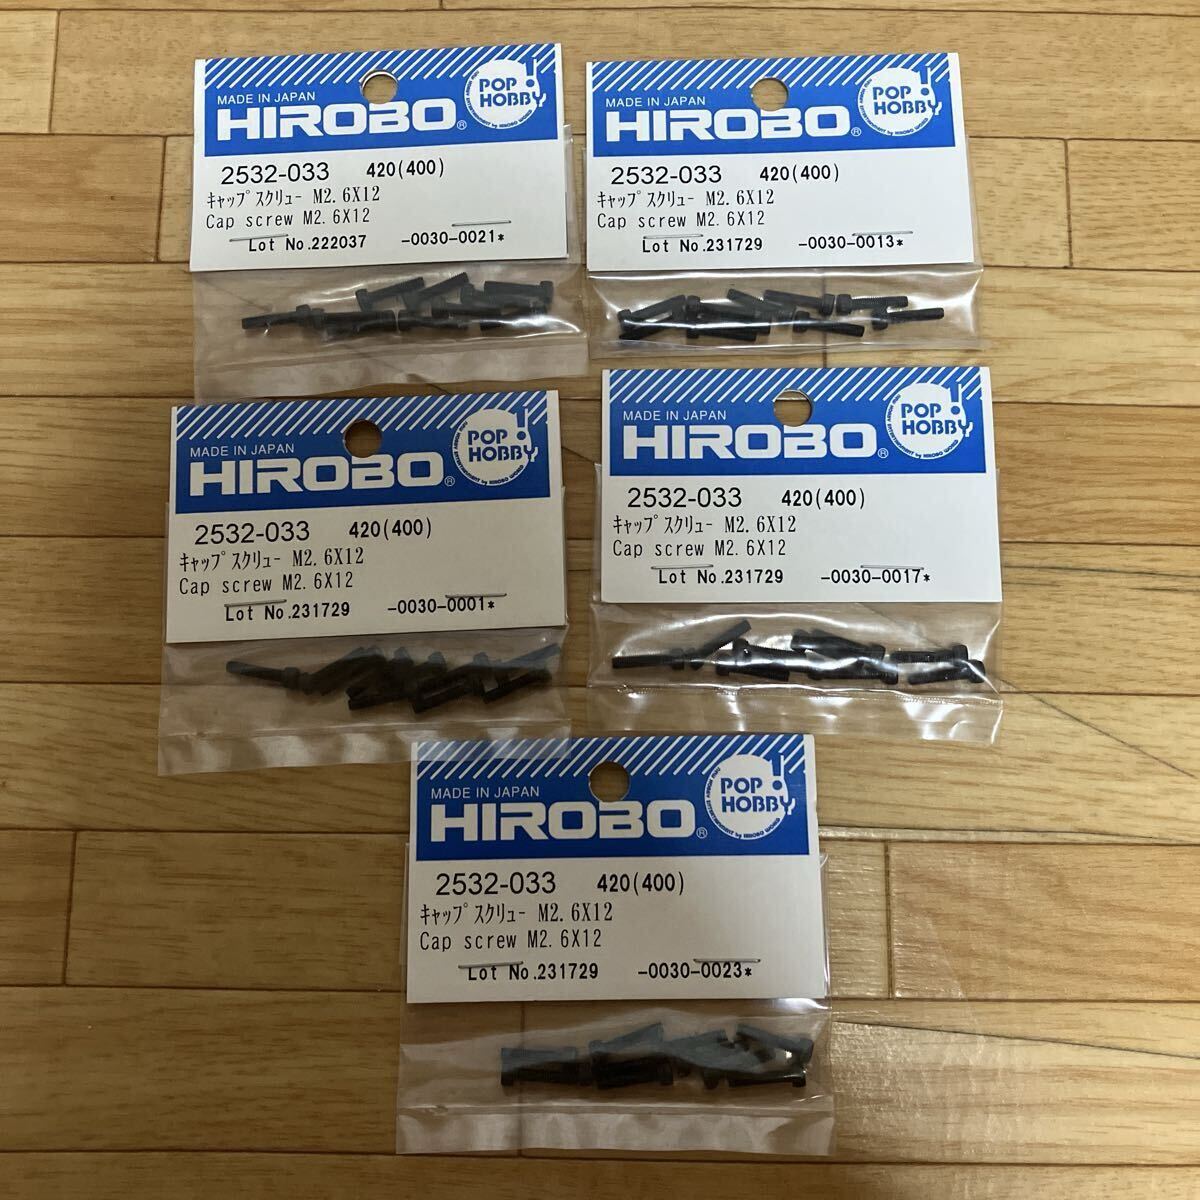 MADE IN JAPAN
HIROBO®
POP!
HOBBY
2532-033 420(400)
ｷｬｯﾌﾟｽｸﾘｭｰ M2.6X12
Cap screw M2.6X12
Lot No.222037 -0030-0021*
MADE IN JAPAN
HIROBO®
POP!
HOBBY
2532-033 420(400)
ｷｬｯﾌﾟｽｸﾘｭｰ M2.6X12
Cap screw M2.6X12
Lot No.231729 -0030-0013*
MADE IN JAPAN
HIROBO®
POP!
HOBBY
2532-033 420(400)
ｷｬｯﾌﾟｽｸﾘｭｰ M2.6X12
Cap screw M2.6X12
Lot No.231729 -0030-0001*
MADE IN JAPAN
HIROBO®
POP!
HOBBY
2532-033 420(400)
ｷｬｯﾌﾟｽｸﾘｭｰ M2.6X12
Cap screw M2.6X12
Lot No.231729 -0030-0017*
MADE IN JAPAN
HIROBO®
POP!
HOBBY
2532-033 420(400)
ｷｬｯﾌﾟｽｸﾘｭｰ M2.6X12
Cap screw M2.6X12
Lot No.231729 -0030-0023*